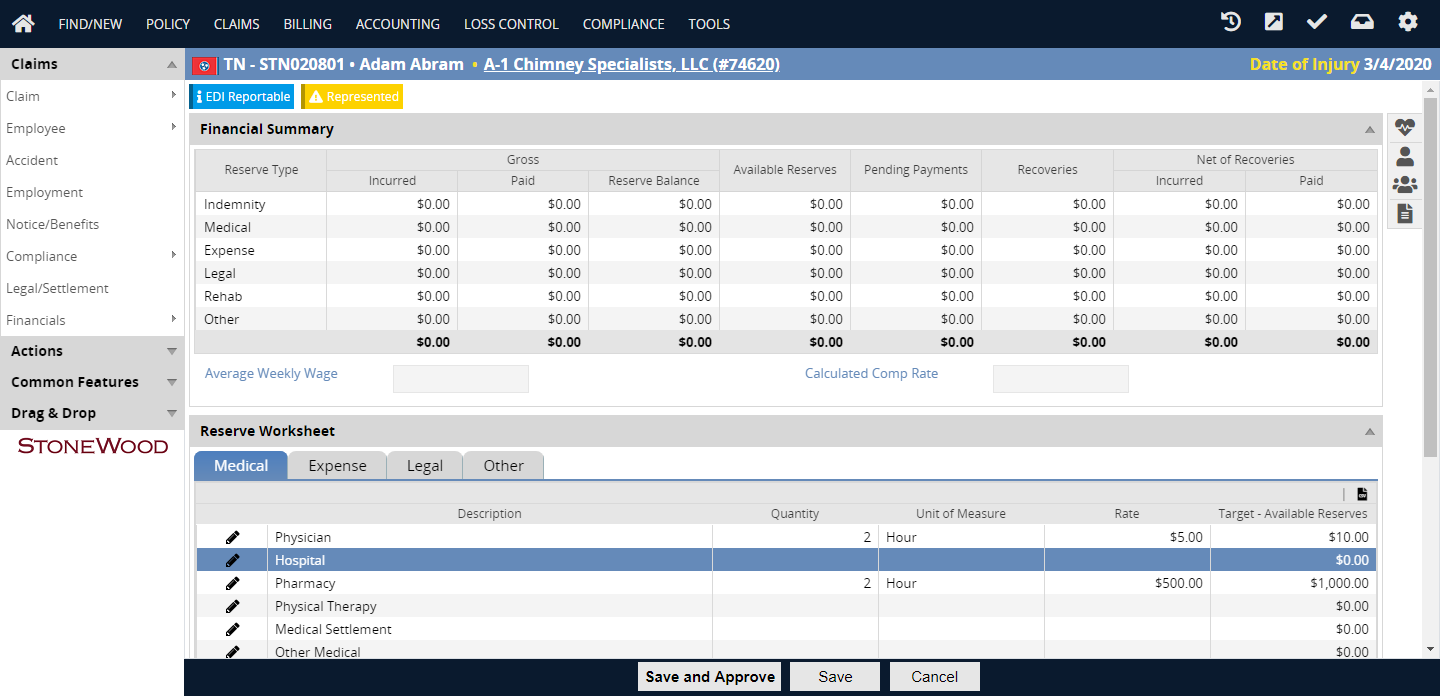 FIND/NEW POLICY CLAIMS BILLING ACCOUNTING LOSS CONTROL COMPLIANCE TOOLS
Claims
Claim
Employee
Accident
Employment
Notice/Benefits
Compliance
Legal/Settlement
Financials
Actions
Common Features
Drag & Drop
STONEWOOD
TN - STN020801 • Adam Abram • A-1 Chimney Specialists, LLC (#74620) Date of Injury 3/4/2020
EDI Reportable Represented
Financial Summary
Reserve Type Gross Available Reserves Pending Payments Recoveries Net of Recoveries
Incurred Paid Reserve Balance Incurred Paid
Indemnity $0.00 $0.00 $0.00 $0.00 $0.00 $0.00 $0.00 $0.00
Medical $0.00 $0.00 $0.00 $0.00 $0.00 $0.00 $0.00 $0.00
Expense $0.00 $0.00 $0.00 $0.00 $0.00 $0.00 $0.00 $0.00
Legal $0.00 $0.00 $0.00 $0.00 $0.00 $0.00 $0.00 $0.00
Rehab $0.00 $0.00 $0.00 $0.00 $0.00 $0.00 $0.00 $0.00
Other $0.00 $0.00 $0.00 $0.00 $0.00 $0.00 $0.00 $0.00
$0.00 $0.00 $0.00 $0.00 $0.00 $0.00 $0.00 $0.00
Average Weekly Wage Calculated Comp Rate
Reserve Worksheet
Medical Expense Legal Other
Description Quantity Unit of Measure Rate Target - Available Reserves
Physician 2 Hour $5.00 $10.00
Hospital $0.00
Pharmacy 2 Hour $500.00 $1,000.00
Physical Therapy $0.00
Medical Settlement $0.00
Other Medical $0.00
Save and Approve Save Cancel